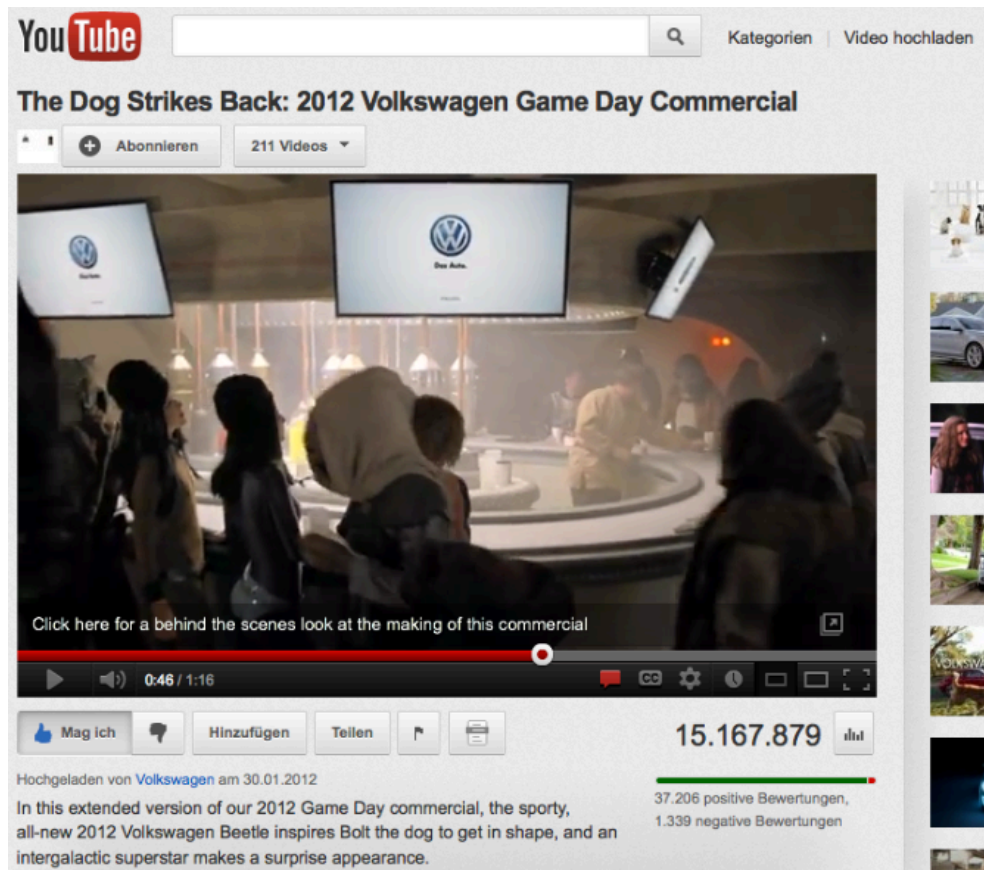 YouTube
Kategorien | Video hochladen
The Dog Strikes Back: 2012 Volkswagen Game Day Commercial
Abonnieren 211 Videos
Das Auto.
Click here for a behind the scenes look at the making of this commercial
0:46 / 1:16
CC
Mag ich Hinzufügen Teilen 15.167.879
Hochgeladen von Volkswagen am 30.01.2012
37.206 positive Bewertungen,
1.339 negative Bewertungen
In this extended version of our 2012 Game Day commercial, the sporty,
all-new 2012 Volkswagen Beetle inspires Bolt the dog to get in shape, and an
intergalactic superstar makes a surprise appearance.